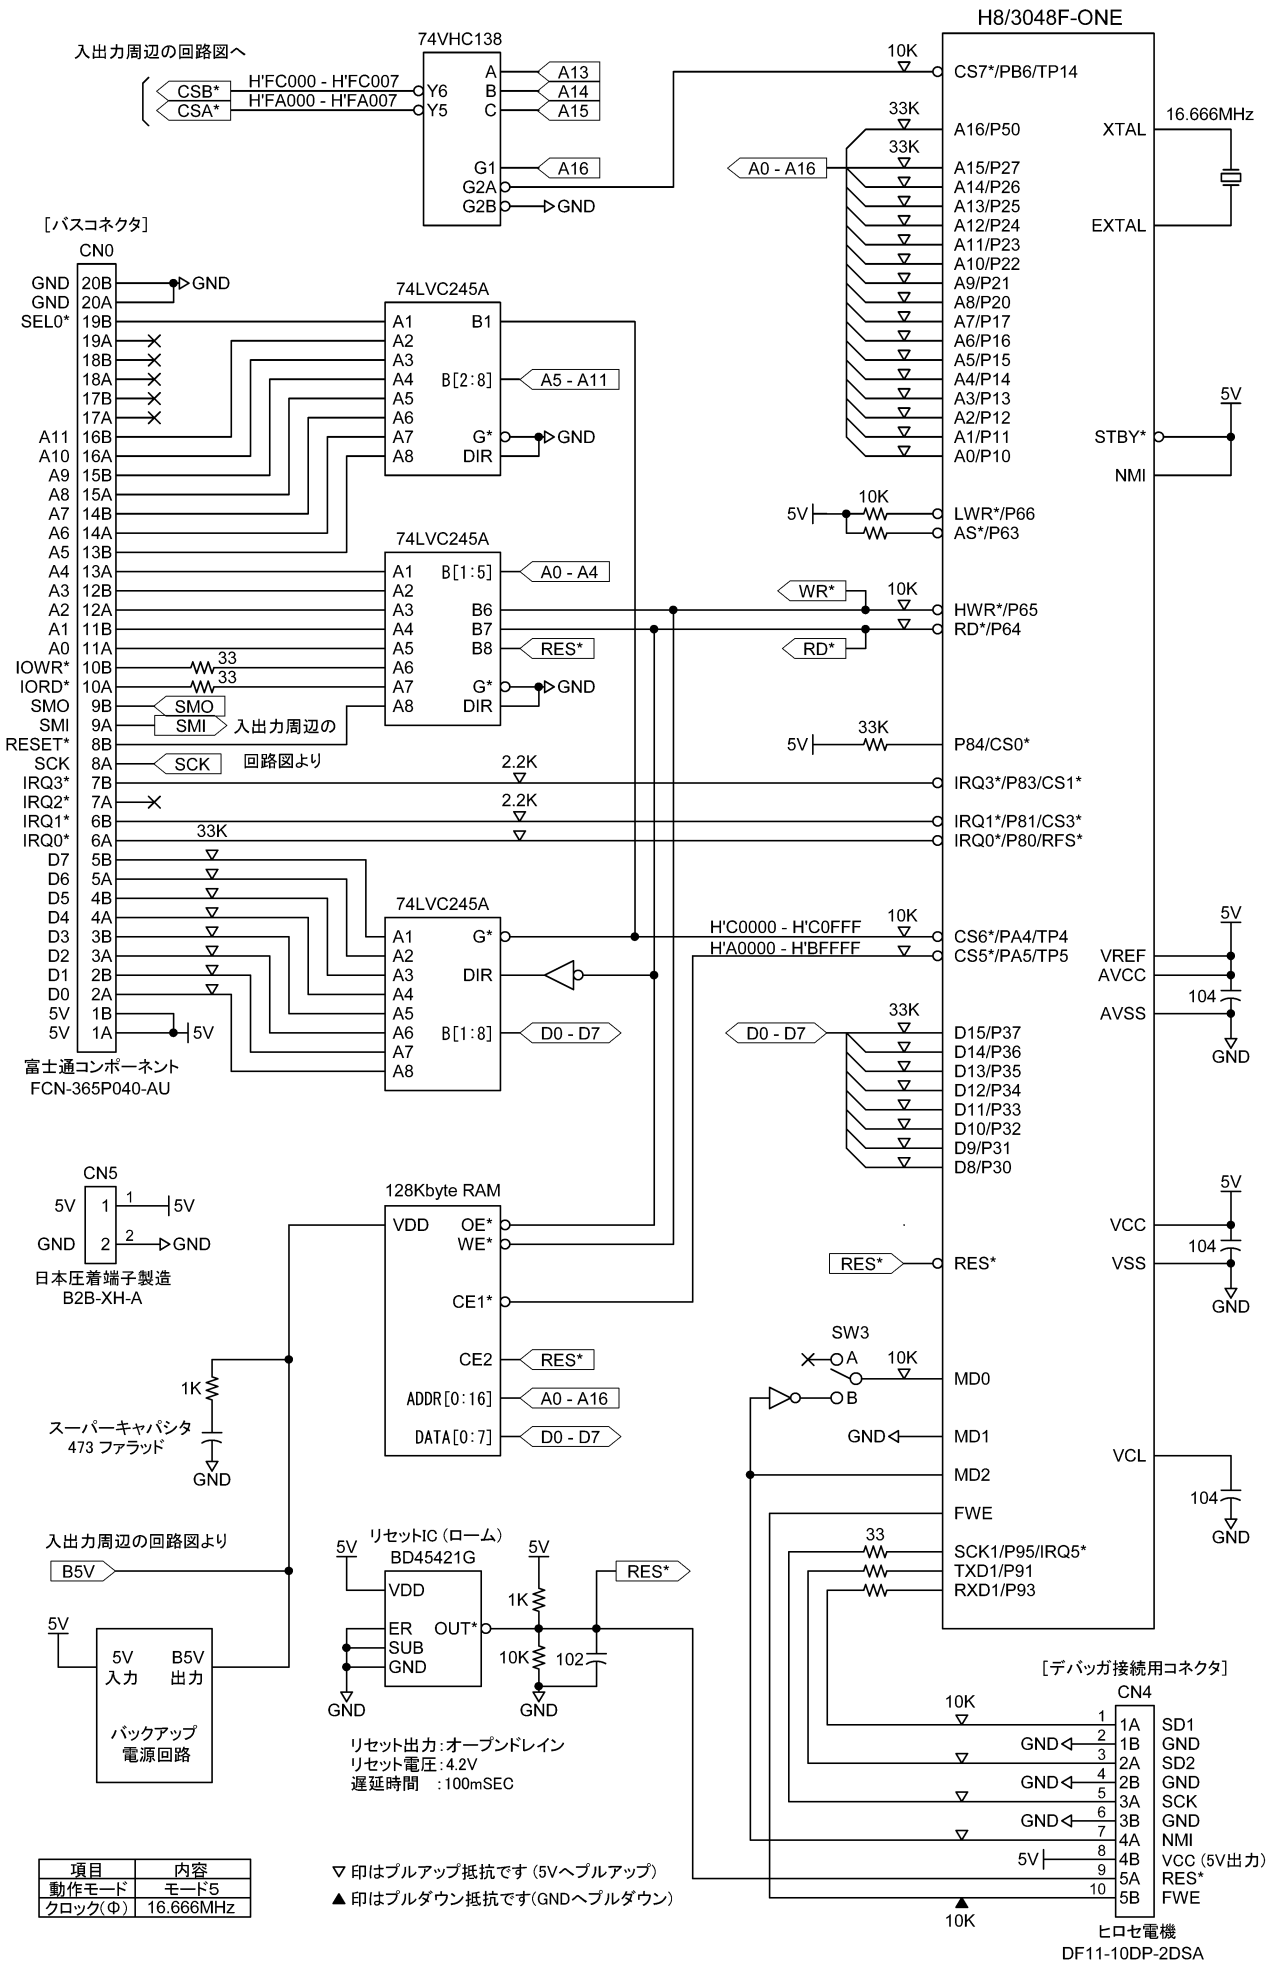 H8/3048F-ONE
74VHC138
入出力周辺の回路図へ
CSB*
H'FC000 - H'FC007
Y6
CSA*
H'FA000 - H'FA007
Y5
A
A13
B
A14
C
A15
G1
A16
G2A
G2B
GND
10K
CS7*/PB6/TP14
33K
A16/P50
33K
A0 - A16
A15/P27
A14/P26
A13/P25
A12/P24
A11/P23
A10/P22
A9/P21
A8/P20
A7/P17
A6/P16
A5/P15
A4/P14
A3/P13
A2/P12
A1/P11
A0/P10
XTAL
16.666MHz
EXTAL
5V
STBY*
NMI
5V
10K
LWR*/P66
AS*/P63
WR*
10K
HWR*/P65
RD*
RD*/P64
5V
33K
P84/CS0*
2.2K
IRQ3*/P83/CS1*
2.2K
IRQ1*/P81/CS3*
IRQ0*/P80/RFS*
H'C0000 - H'C0FFF
10K
CS6*/PA4/TP4
H'A0000 - H'BFFFF
CS5*/PA5/TP5
33K
D0 - D7
D15/P37
D14/P36
D13/P35
D12/P34
D11/P33
D10/P32
D9/P31
D8/P30
5V
VREF
AVCC
104
AVSS
GND
5V
VCC
104
VSS
GND
RES*
RES*
SW3
A
10K
MD0
B
GND
MD1
MD2
FWE
VCL
104
GND
33
SCK1/P95/IRQ5*
TXD1/P91
RXD1/P93
[バスコネクタ]
CN0
GND 20B
GND
GND 20A
SEL0* 19B
19A
18B
18A
17B
17A
A11 16B
A10 16A
A9 15B
A8 15A
A7 14B
A6 14A
A5 13B
A4 13A
A3 12B
A2 12A
A1 11B
A0 11A
IOWR* 10B
33
IORD* 10A
33
SMO 9B
SMO
SMI 9A
SMI
入出力周辺の
回路図より
RESET* 8B
SCK 8A
SCK
IRQ3* 7B
IRQ2* 7A
IRQ1* 6B
IRQ0* 6A
33K
D7 5B
D6 5A
D5 4B
D4 4A
D3 3B
D2 3A
D1 2B
D0 2A
5V 1B
5V 1A
5V
富士通コンポーネント
FCN-365P040-AU
74LVC245A
A1 B1
A2
A3
A4 B[2:8]
A5 - A11
A5
A6
A7 G*
GND
A8 DIR
74LVC245A
A1 B[1:5]
A0 - A4
A2
A3 B6
A4 B7
A5 B8
RES*
A6
A7 G*
GND
A8 DIR
74LVC245A
A1 G*
A2
A3 DIR
A4
A5
A6 B[1:8]
D0 - D7
A7
A8
CN5
5V 1
1
5V
GND 2
2
GND
日本圧着端子製造
B2B-XH-A
128Kbyte RAM
VDD OE*
WE*
CE1*
CE2
RES*
ADDR[0:16]
A0 - A16
DATA[0:7]
D0 - D7
1K
スーパーキャパシタ
473 ファラッド
GND
入出力周辺の回路図より
B5V
5V
5V
入力
B5V
出力
バックアップ
電源回路
リセットIC (ローム)
BD45421G
5V
VDD
ER OUT*
SUB
GND
GND
5V
1K
10K
102
GND
RES*
リセット出力:オープンドレイン
リセット電圧:4.2V
遅延時間 :100mSEC
▽ 印はプルアップ抵抗です (5Vへプルアップ)
▲ 印はプルダウン抵抗です(GNDへプルダウン)
項目 内容
動作モード モード5
クロック(Φ) 16.666MHz
[デバッガ接続用コネクタ]
CN4
10K
1 1A SD1
GND 2 1B GND
3 2A SD2
GND 4 2B GND
5 3A SCK
GND 6 3B GND
7 4A NMI
5V 8 4B VCC (5V出力)
9 5A RES*
10 5B FWE
10K
ヒロセ電機
DF11-10DP-2DSA